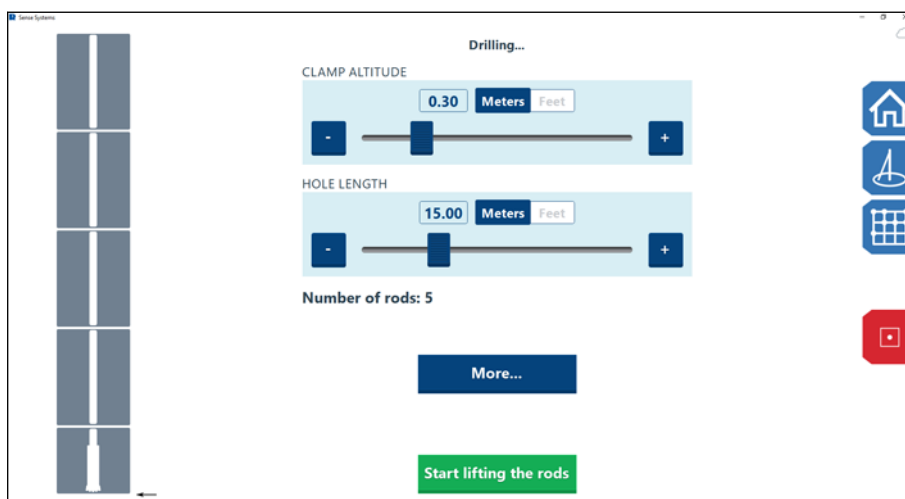 Sense Systems
Drilling...
CLAMP ALTITUDE
0.30 Meters Feet
- +
HOLE LENGTH
15.00 Meters Feet
- +
Number of rods: 5
More...
Start lifting the rods